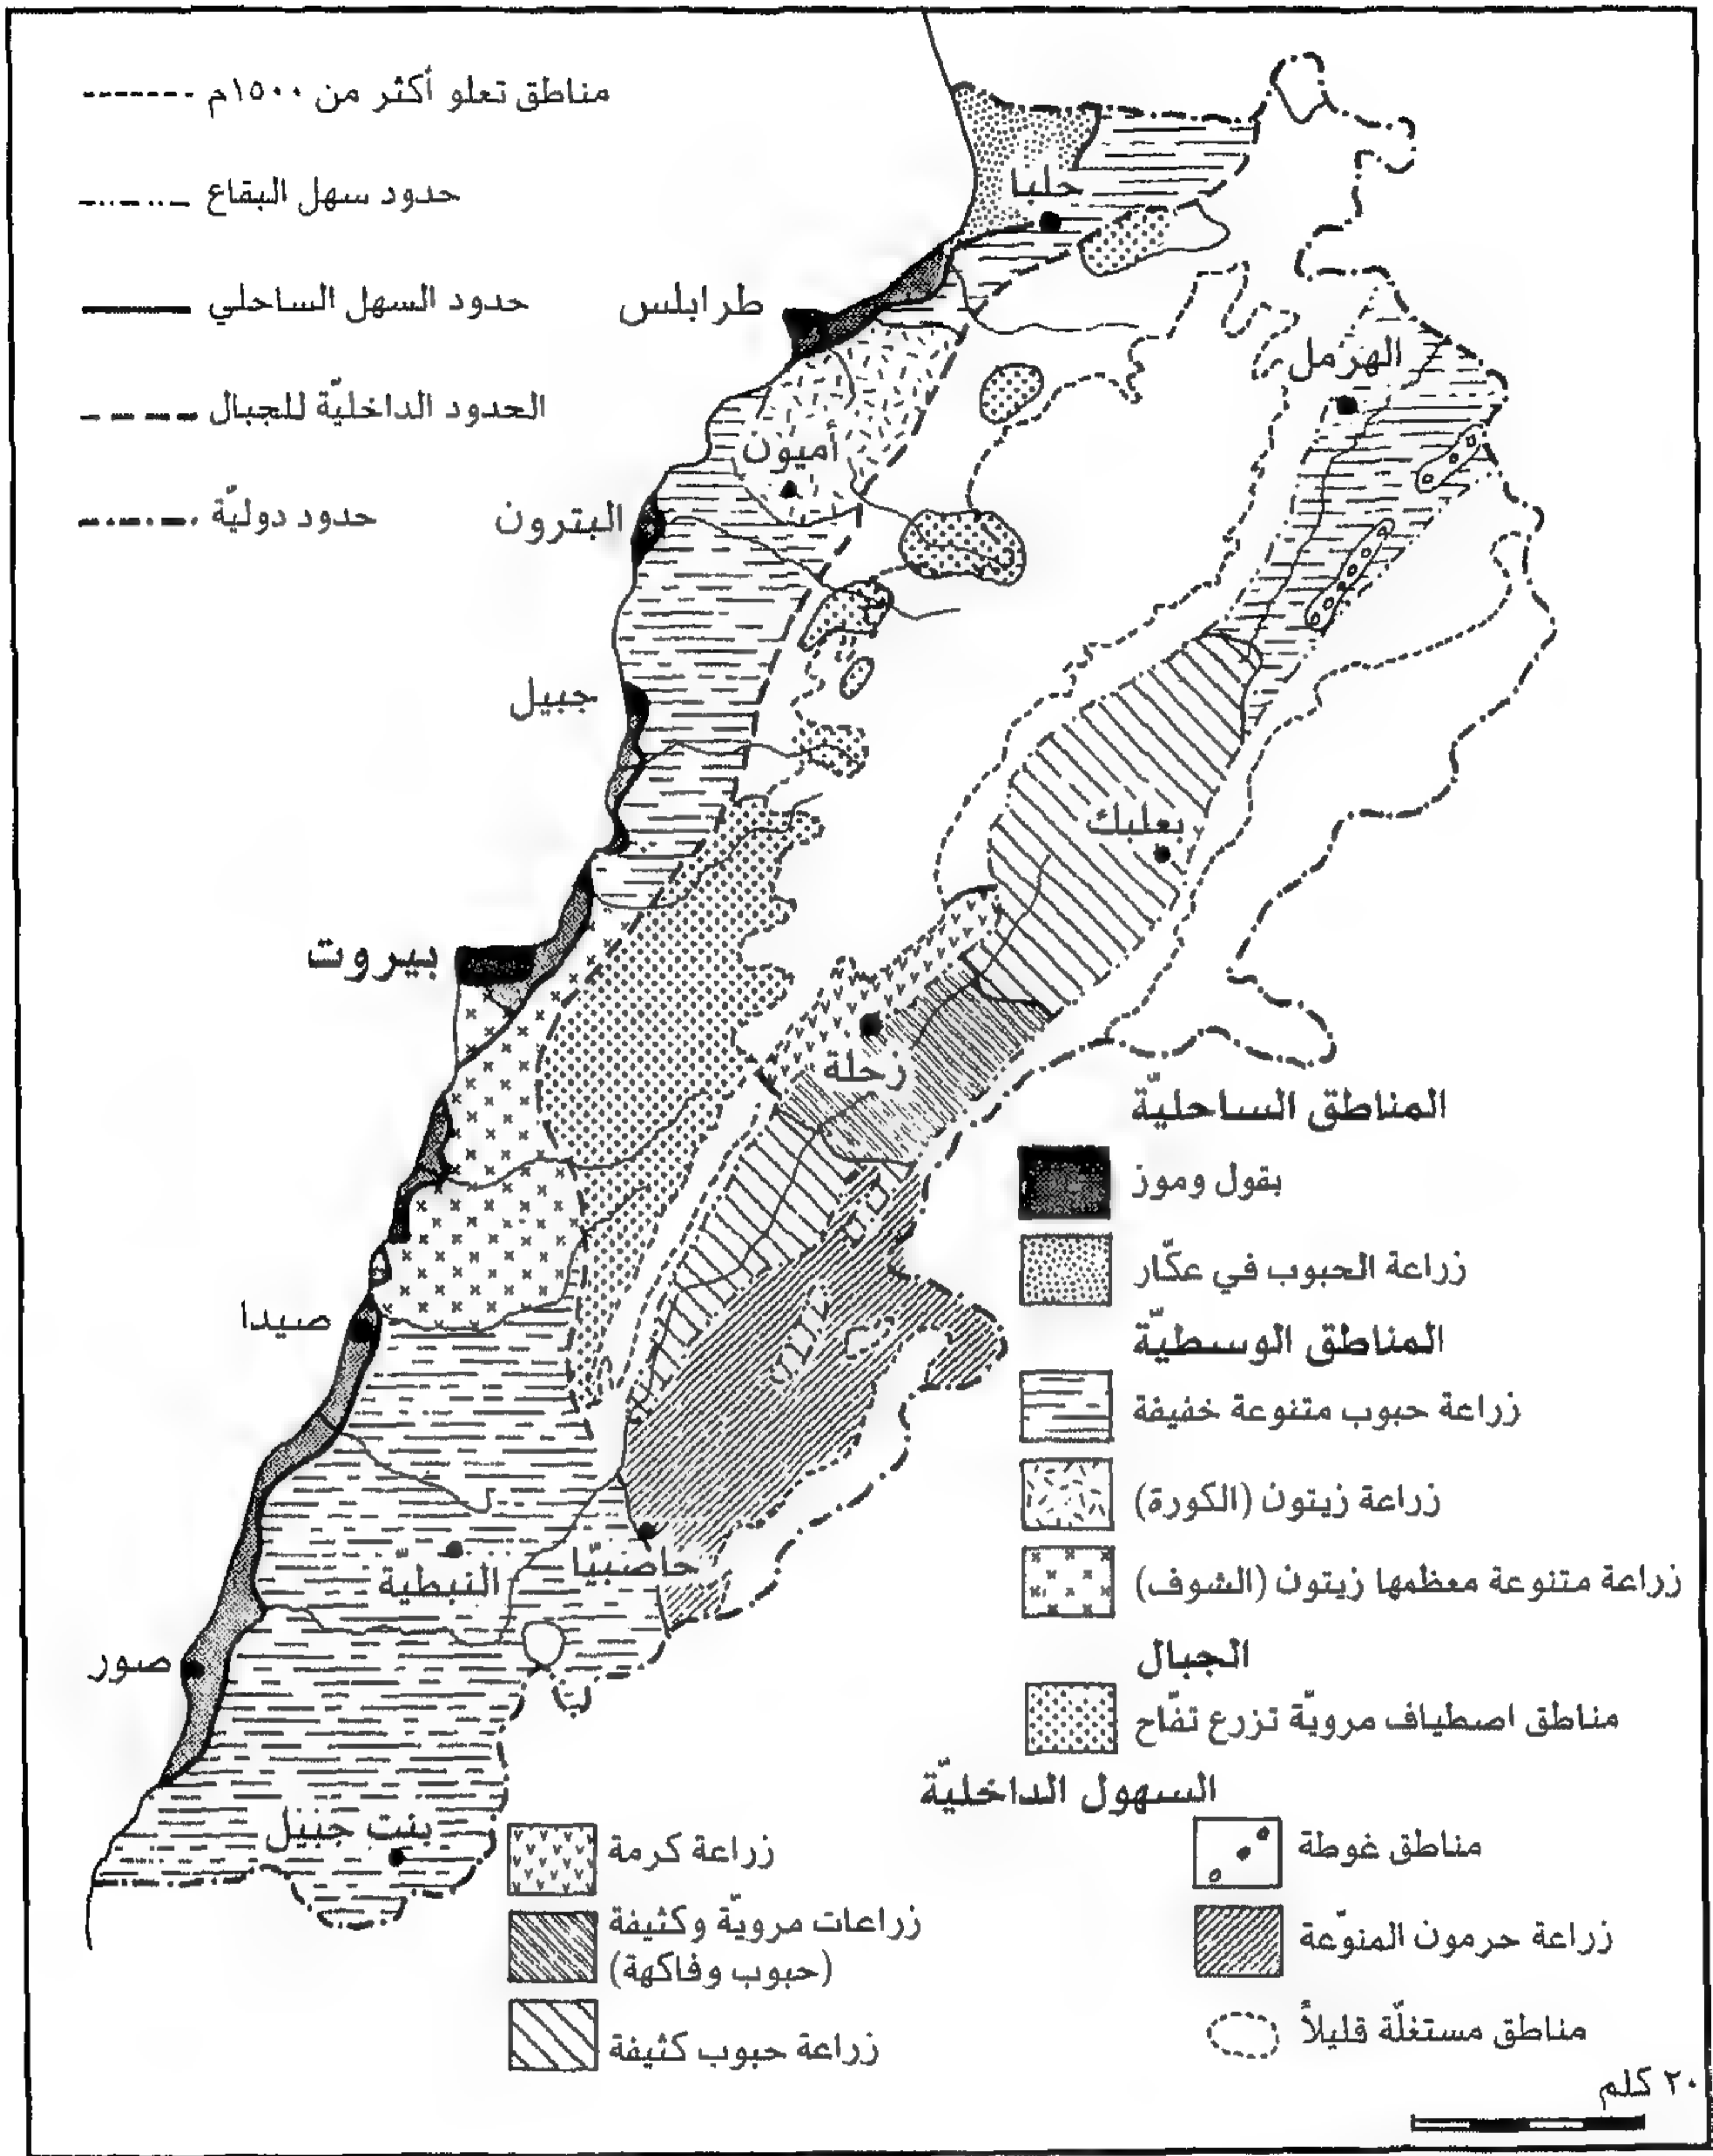 مناطق تعلو أكثر من ١٥٠٠م
حدود سهل البقاع
حدود السهل الساحلي
الحدود الداخليّة للجبال
حدود دوليّة
حلبا
طرابلس
الهرمل
أميون
البترون
جبيل
بعلبك
بيروت
زحلة
صيدا
حاصبيّا
النبطيّة
صور
بنت جبيل
المناطق الساحليّة
بقول وموز
زراعة الحبوب في عكّار
المناطق الوسطيّة
زراعة حبوب متنوعة خفيفة
زراعة زيتون (الكورة)
زراعة متنوعة معظمها زيتون (الشوف)
الجبال
مناطق اصطياف مرويّة تزرع تفّاح
السهول الداخليّة
مناطق غوطة
زراعة حرمون المنوّعة
مناطق مستغلّة قليلاً
زراعة كرمة
زراعات مرويّة وكثيفة
(حبوب وفاكهة)
زراعة حبوب كثيفة
٢٠ كلم